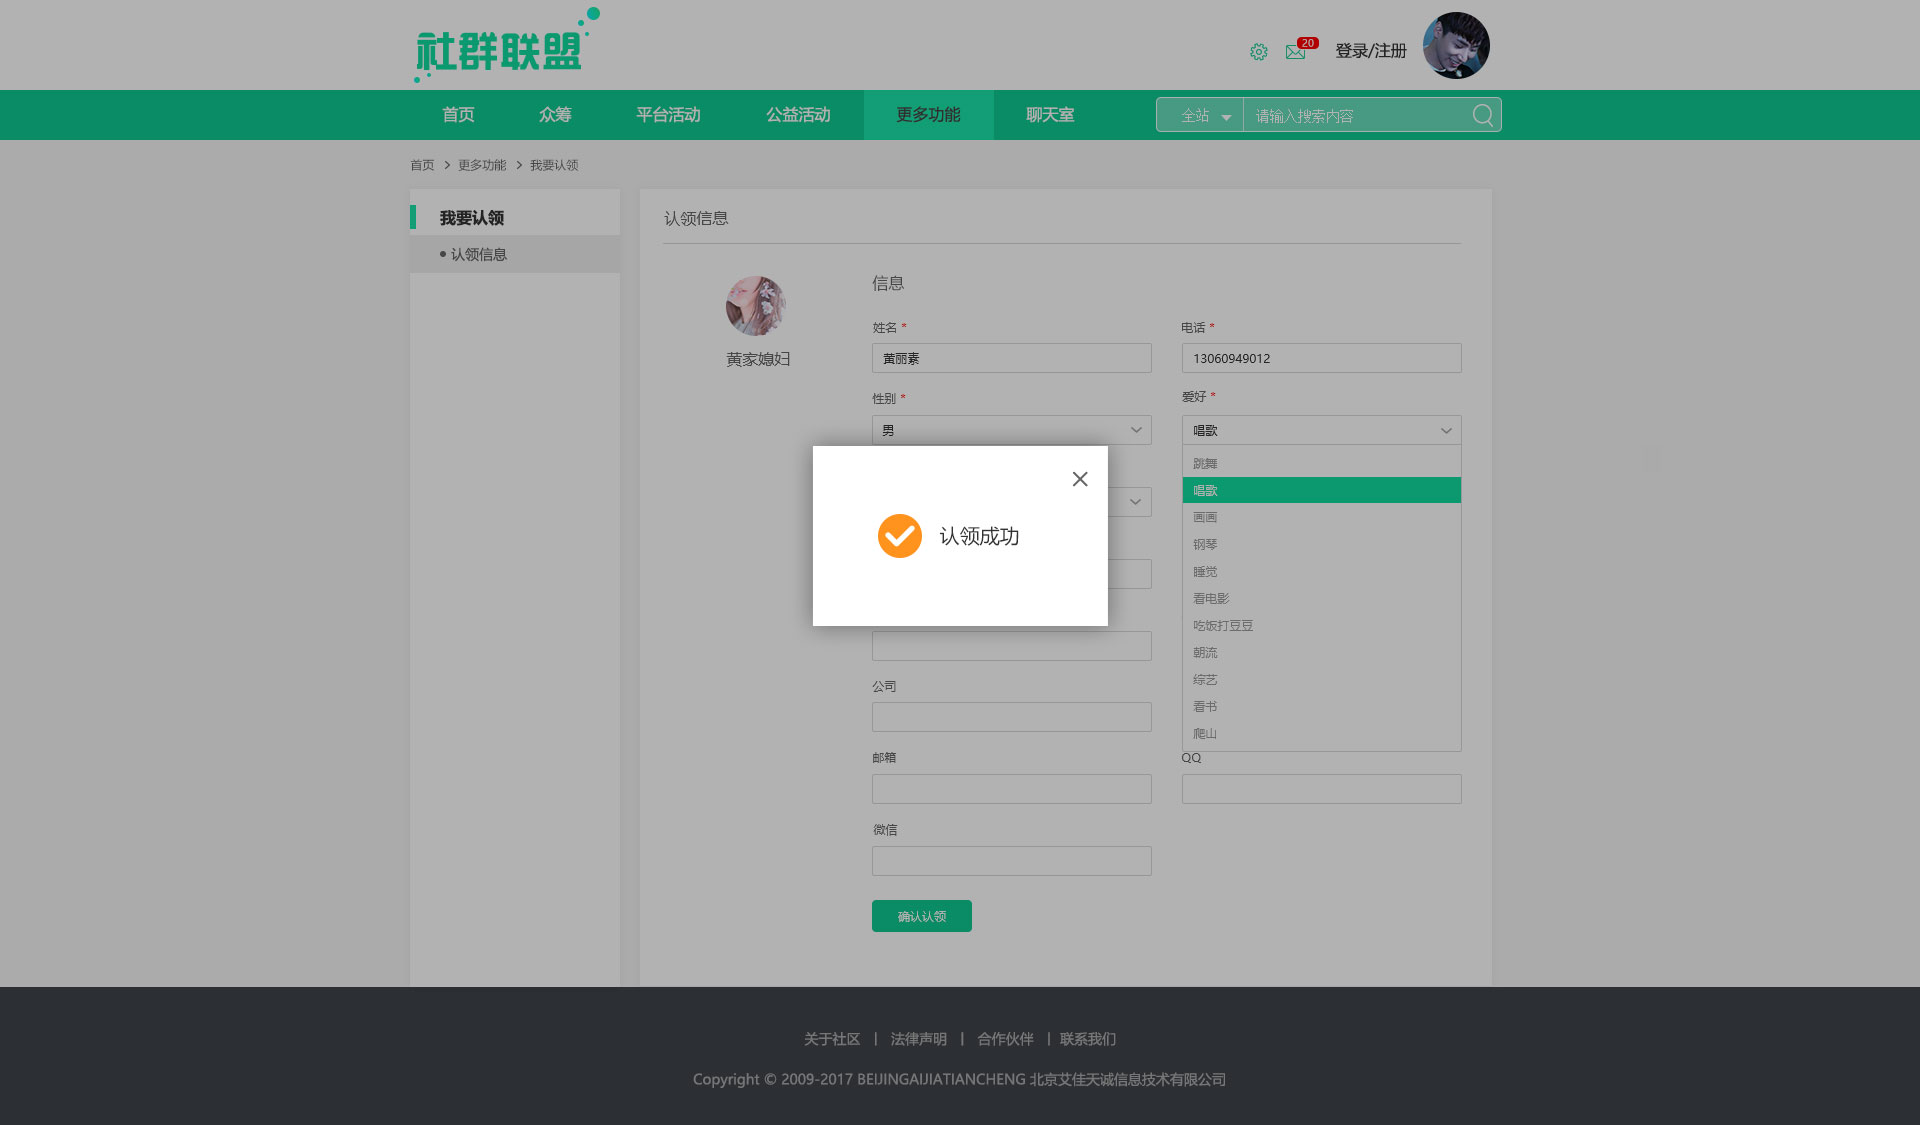 社群联盟
20
登录/注册
首页 众筹 平台活动 公益活动 更多功能 聊天室 全站 请输入搜索内容
首页 > 更多功能 > 我要认领
我要认领
认领信息
认领信息
黄家媳妇
信息
姓名 *
黄丽素
电话 *
13060949012
性别 *
男
爱好 *
唱歌
跳舞
唱歌
画画
钢琴
睡觉
看电影
吃饭打豆豆
朝流
综艺
看书
爬山
认领成功
公司
邮箱
QQ
微信
确认认领
关于社区 | 法律声明 | 合作伙伴 | 联系我们
Copyright © 2009-2017 BEIJINGAIJIATIANCHENG 北京艾佳天诚信息技术有限公司